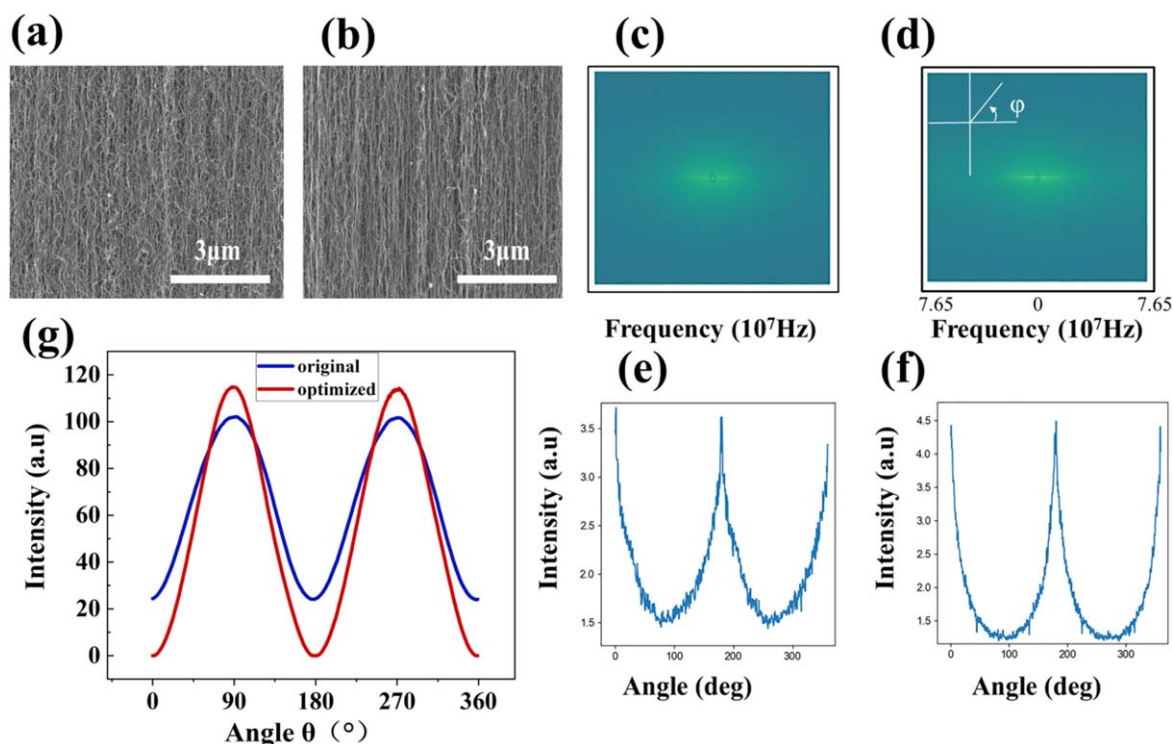 (a)
(b)
(c)
(d)
3µm
3µm
φ
7.65
0
7.65
Frequency (10⁷Hz)
Frequency (10⁷Hz)
(g)
original
optimized
120
100
80
60
40
20
0
Intensity (a.u)
0
90
180
270
360
Angle θ (°)
(e)
3.5
3.0
2.5
2.0
1.5
Intensity (a.u)
0
100
200
300
Angle (deg)
(f)
4.5
4.0
3.5
3.0
2.5
2.0
1.5
Intensity (a.u)
0
100
200
300
Angle (deg)